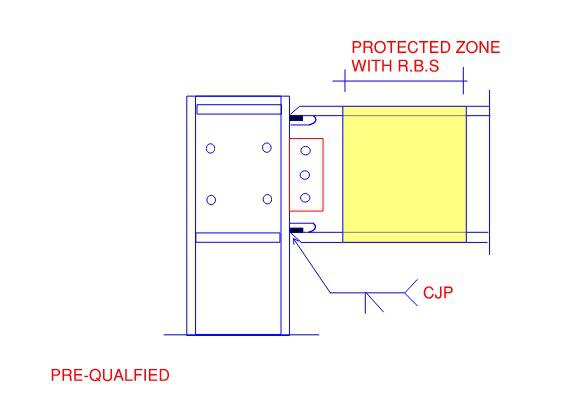 PROTECTED ZONE
WITH R.B.S
CJP
PRE-QUALFIED